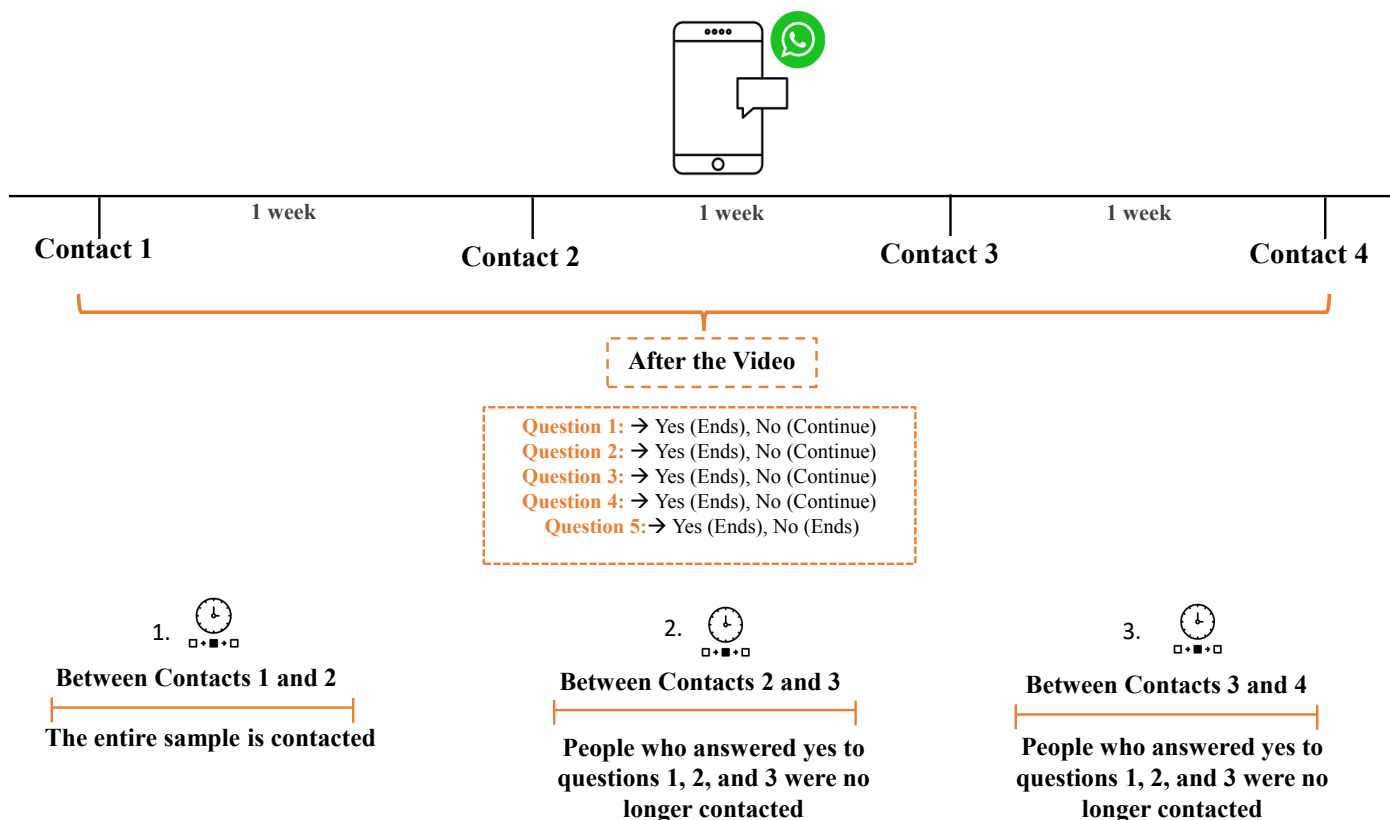 1 week
1 week
1 week
Contact 1
Contact 2
Contact 3
Contact 4
After the Video
Question 1: → Yes (Ends), No (Continue)
Question 2: → Yes (Ends), No (Continue)
Question 3: → Yes (Ends), No (Continue)
Question 4: → Yes (Ends), No (Continue)
Question 5:→ Yes (Ends), No (Ends)
1.
Between Contacts 1 and 2
The entire sample is contacted
2.
Between Contacts 2 and 3
People who answered yes to
questions 1, 2, and 3 were no
longer contacted
3.
Between Contacts 3 and 4
People who answered yes to
questions 1, 2, and 3 were no
longer contacted